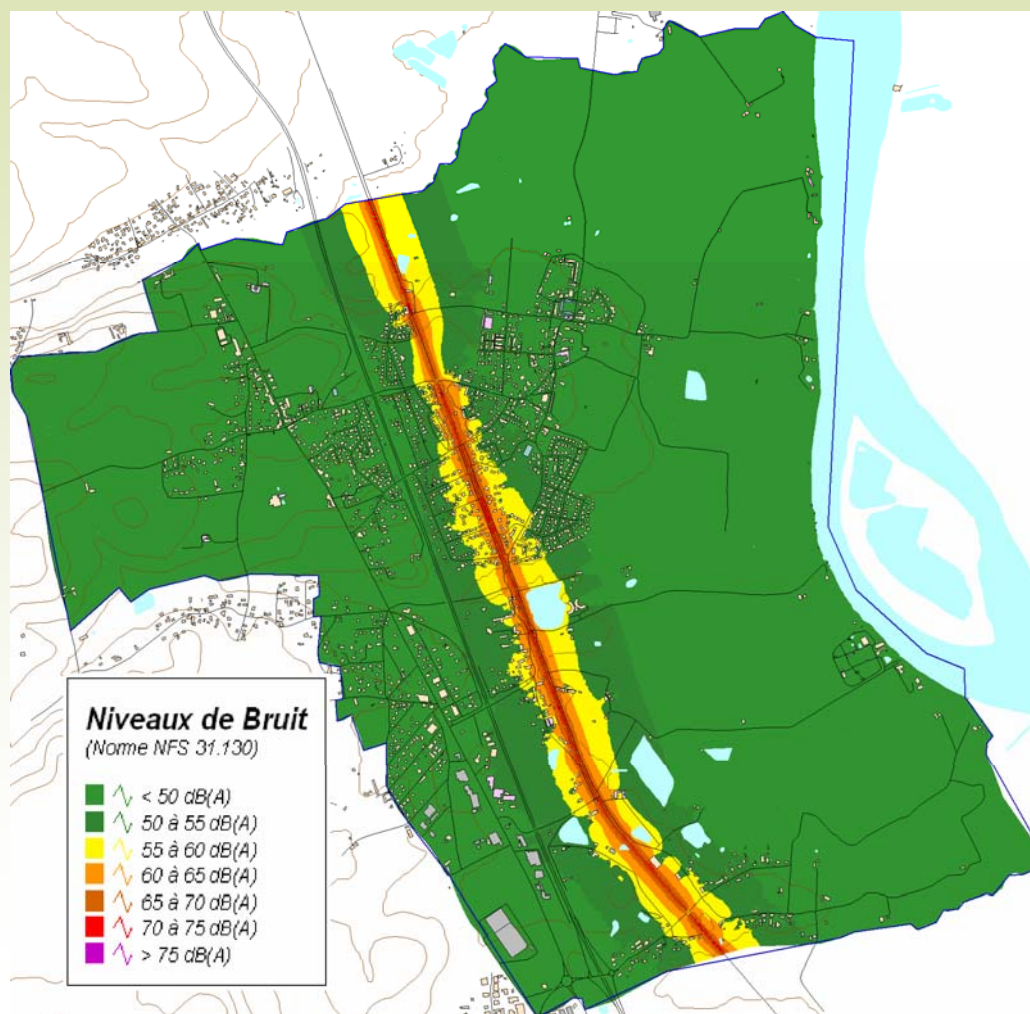 Niveaux de Bruit
(Norme NFS 31.130)
< 50 dB(A)
50 à 55 dB(A)
55 à 60 dB(A)
60 à 65 dB(A)
65 à 70 dB(A)
70 à 75 dB(A)
> 75 dB(A)